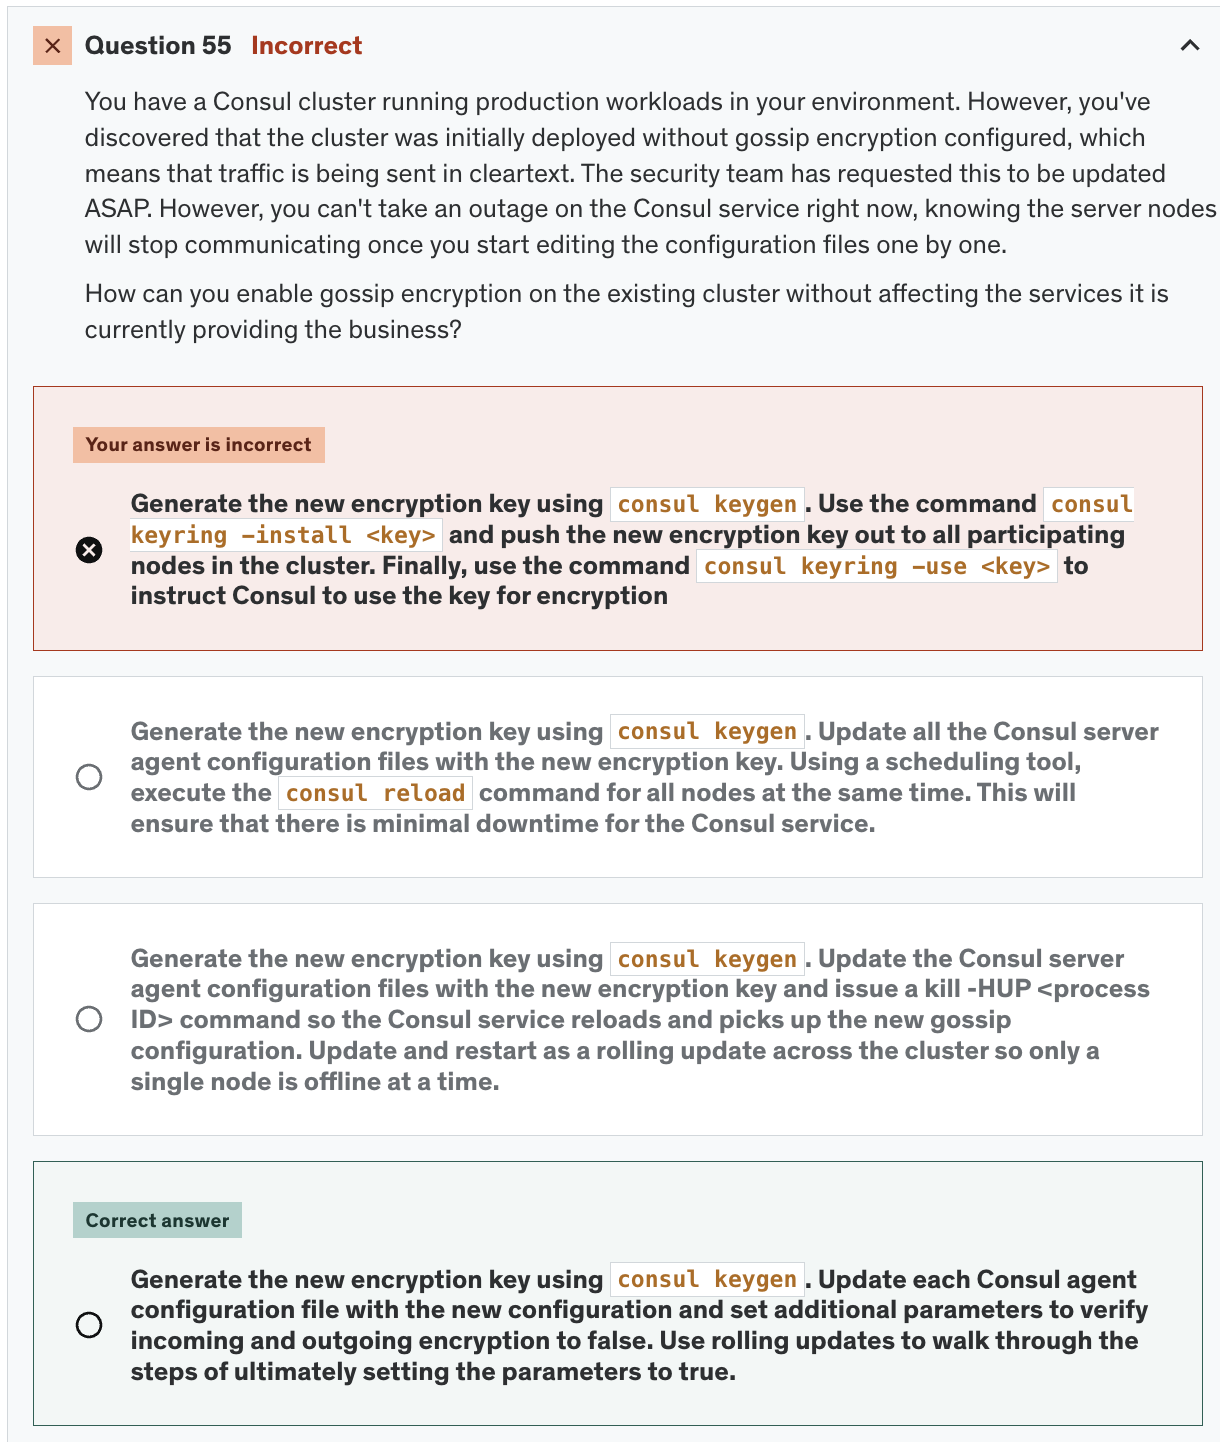 Question 55 Incorrect
You have a Consul cluster running production workloads in your environment. However, you've
discovered that the cluster was initially deployed without gossip encryption configured, which
means that traffic is being sent in cleartext. The security team has requested this to be updated
ASAP. However, you can't take an outage on the Consul service right now, knowing the server nodes
will stop communicating once you start editing the configuration files one by one.
How can you enable gossip encryption on the existing cluster without affecting the services it is
currently providing the business?
Your answer is incorrect
Generate the new encryption key using consul keygen. Use the command consul
keyring -install <key> and push the new encryption key out to all participating
nodes in the cluster. Finally, use the command consul keyring -use <key> to
instruct Consul to use the key for encryption
Generate the new encryption key using consul keygen. Update all the Consul server
agent configuration files with the new encryption key. Using a scheduling tool,
execute the consul reload command for all nodes at the same time. This will
ensure that there is minimal downtime for the Consul service.
Generate the new encryption key using consul keygen. Update the Consul server
agent configuration files with the new encryption key and issue a kill -HUP <process
ID> command so the Consul service reloads and picks up the new gossip
configuration. Update and restart as a rolling update across the cluster so only a
single node is offline at a time.
Correct answer
Generate the new encryption key using consul keygen. Update each Consul agent
configuration file with the new configuration and set additional parameters to verify
incoming and outgoing encryption to false. Use rolling updates to walk through the
steps of ultimately setting the parameters to true.